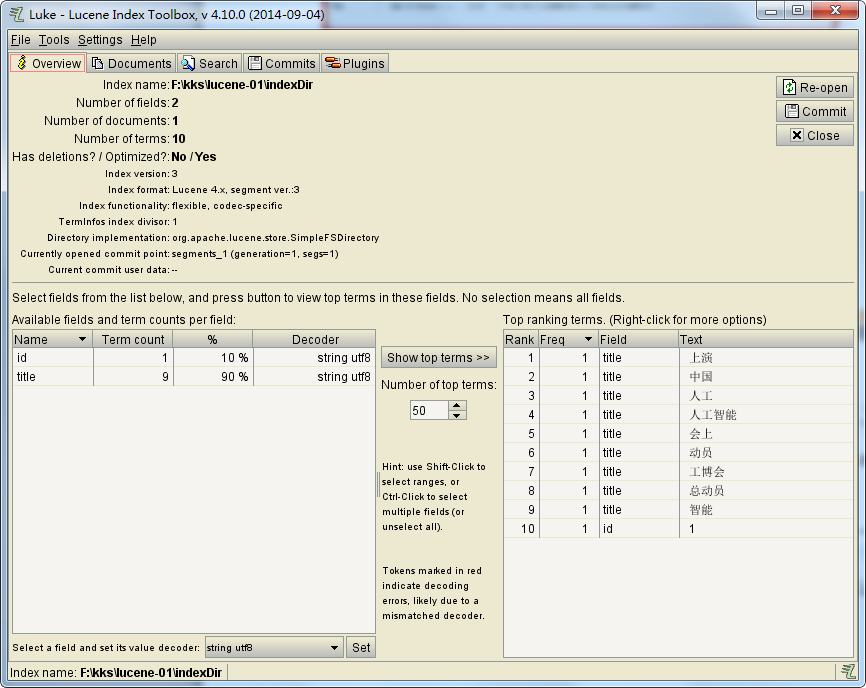 Luke - Lucene Index Toolbox, v 4.10.0 (2014-09-04)
File Tools Settings Help
Overview Documents Search Commits Plugins
Index name: F:\kks\lucene-01\indexDir
Re-open
Number of fields: 2
Commit
Number of documents: 1
Close
Number of terms: 10
Has deletions? / Optimized?: No / Yes
Index version: 3
Index format: Lucene 4.x, segment ver.:3
Index functionality: flexible, codec-specific
TermInfos index divisor: 1
Directory implementation: org.apache.lucene.store.SimpleFSDirectory
Currently opened commit point: segments_1 (generation=1, segs=1)
Current commit user data: --
Select fields from the list below, and press button to view top terms in these fields. No selection means all fields.
Available fields and term counts per field:
Name Term count % Decoder
id 1 10 % string utf8
title 9 90 % string utf8
Show top terms >>
Number of top terms:
50
Hint: use Shift-Click to
select ranges, or
Ctrl-Click to select
multiple fields (or
unselect all).
Tokens marked in red
indicate decoding
errors, likely due to a
mismatched decoder.
Top ranking terms. (Right-click for more options)
Rank Freq Field Text
1 1 title 上演
2 1 title 中国
3 1 title 人工
4 1 title 人工智能
5 1 title 会上
6 1 title 动员
7 1 title 工博会
8 1 title 总动员
9 1 title 智能
10 1 id 1
Select a field and set its value decoder: string utf8 Set
Index name: F:\kks\lucene-01\indexDir